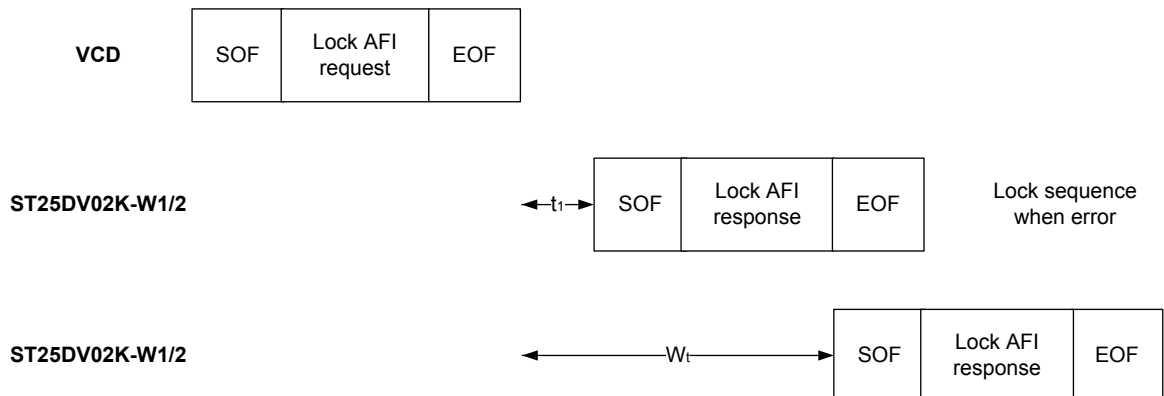 VCD
SOF
Lock AFI
request
EOF
ST25DV02K-W1/2
t1
SOF
Lock AFI
response
EOF
Lock sequence
when error
ST25DV02K-W1/2
Wt
SOF
Lock AFI
response
EOF